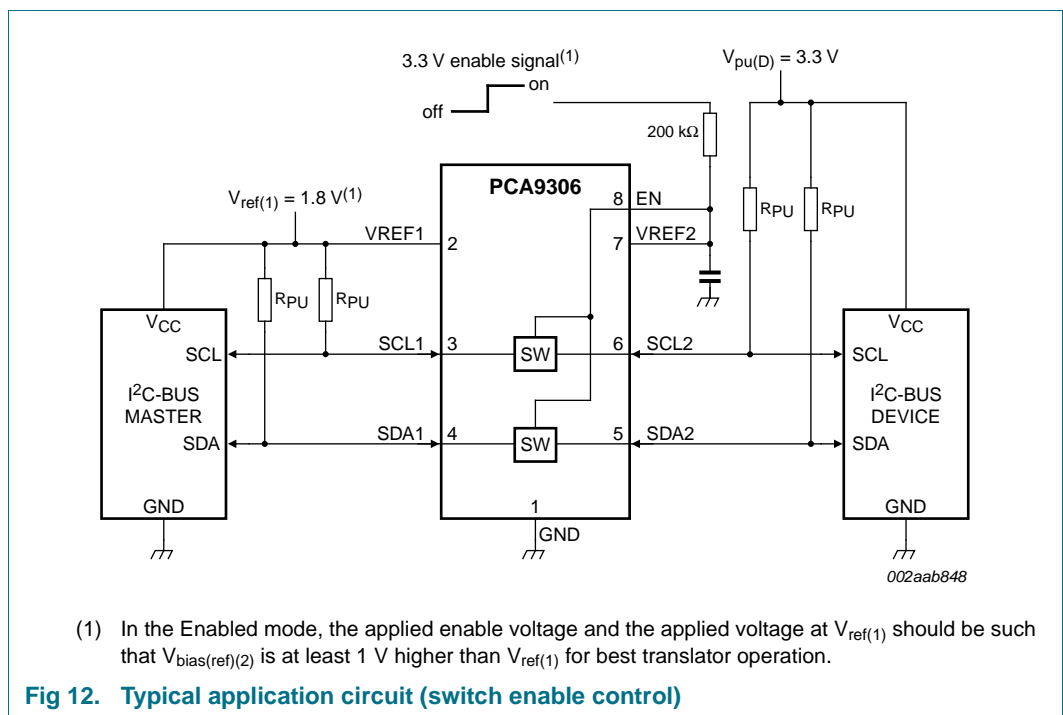 3.3 V enable signal(1)
on
off
Vpu(D) = 3.3 V
200 kΩ
PCA9306
Vref(1) = 1.8 V(1)
8 EN
RPU RPU
VREF1 2
7 VREF2
RPU RPU
VCC
VCC
SCL SCL1 3 SW 6 SCL2 SCL
I2C-BUS
MASTER
I2C-BUS
DEVICE
SDA SDA1 4 SW 5 SDA2 SDA
GND
1
GND
GND
002aab848
(1) In the Enabled mode, the applied enable voltage and the applied voltage at Vref(1) should be such
that Vbias(ref)(2) is at least 1 V higher than Vref(1) for best translator operation.
Fig 12. Typical application circuit (switch enable control)